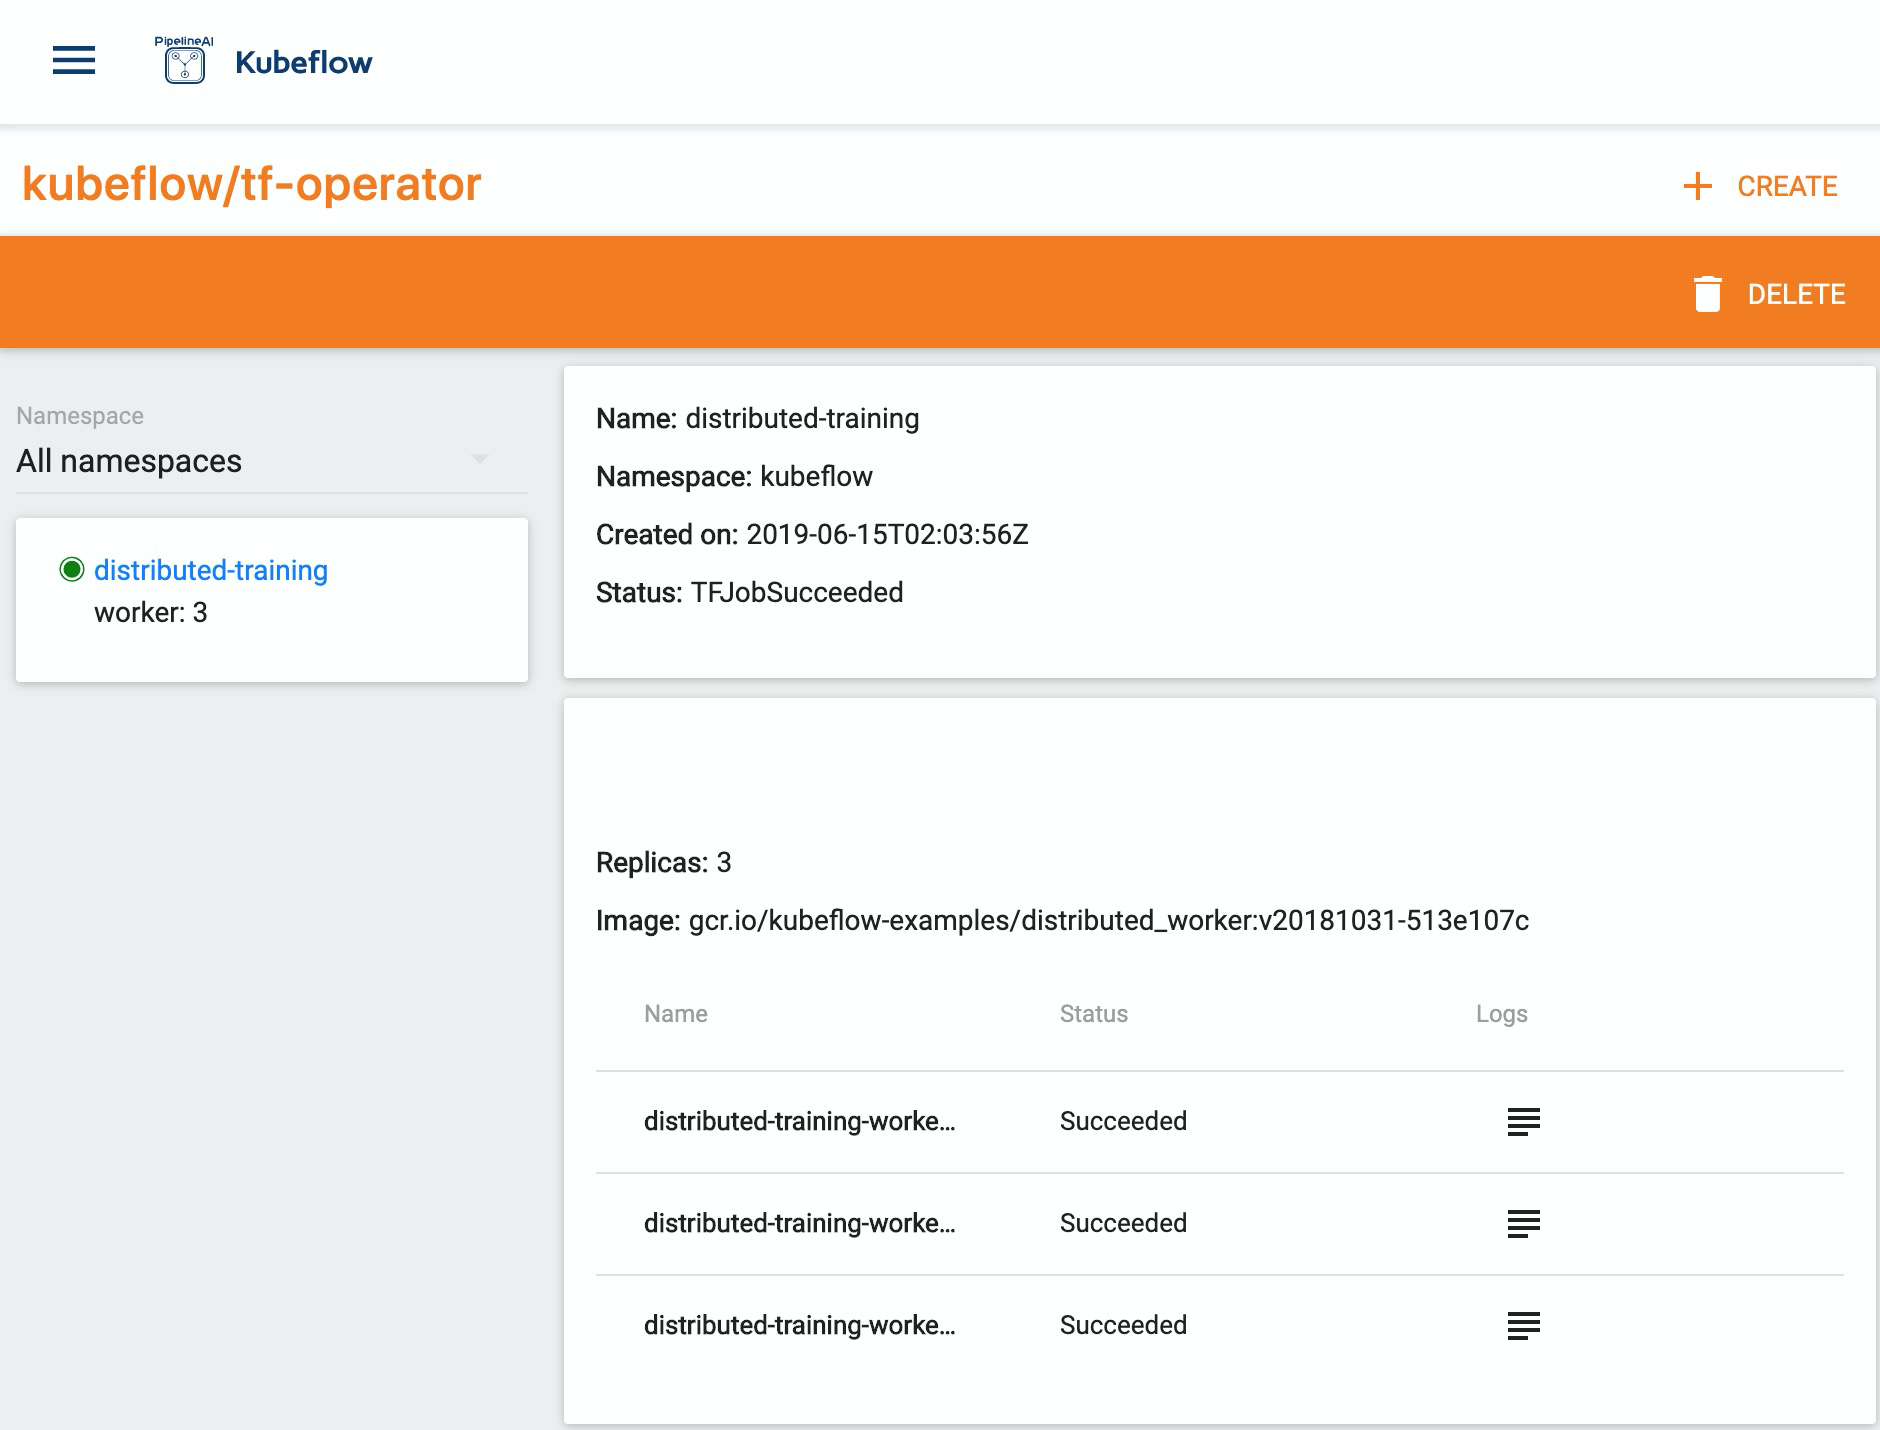 PipelineAI
Kubeflow
kubeflow/tf-operator
CREATE
DELETE
Namespace
All namespaces
distributed-training
worker: 3
Name: distributed-training
Namespace: kubeflow
Created on: 2019-06-15T02:03:56Z
Status: TFJobSucceeded
Replicas: 3
Image: gcr.io/kubeflow-examples/distributed_worker:v20181031-513e107c
Name Status Logs
distributed-training-worke... Succeeded
distributed-training-worke... Succeeded
distributed-training-worke... Succeeded